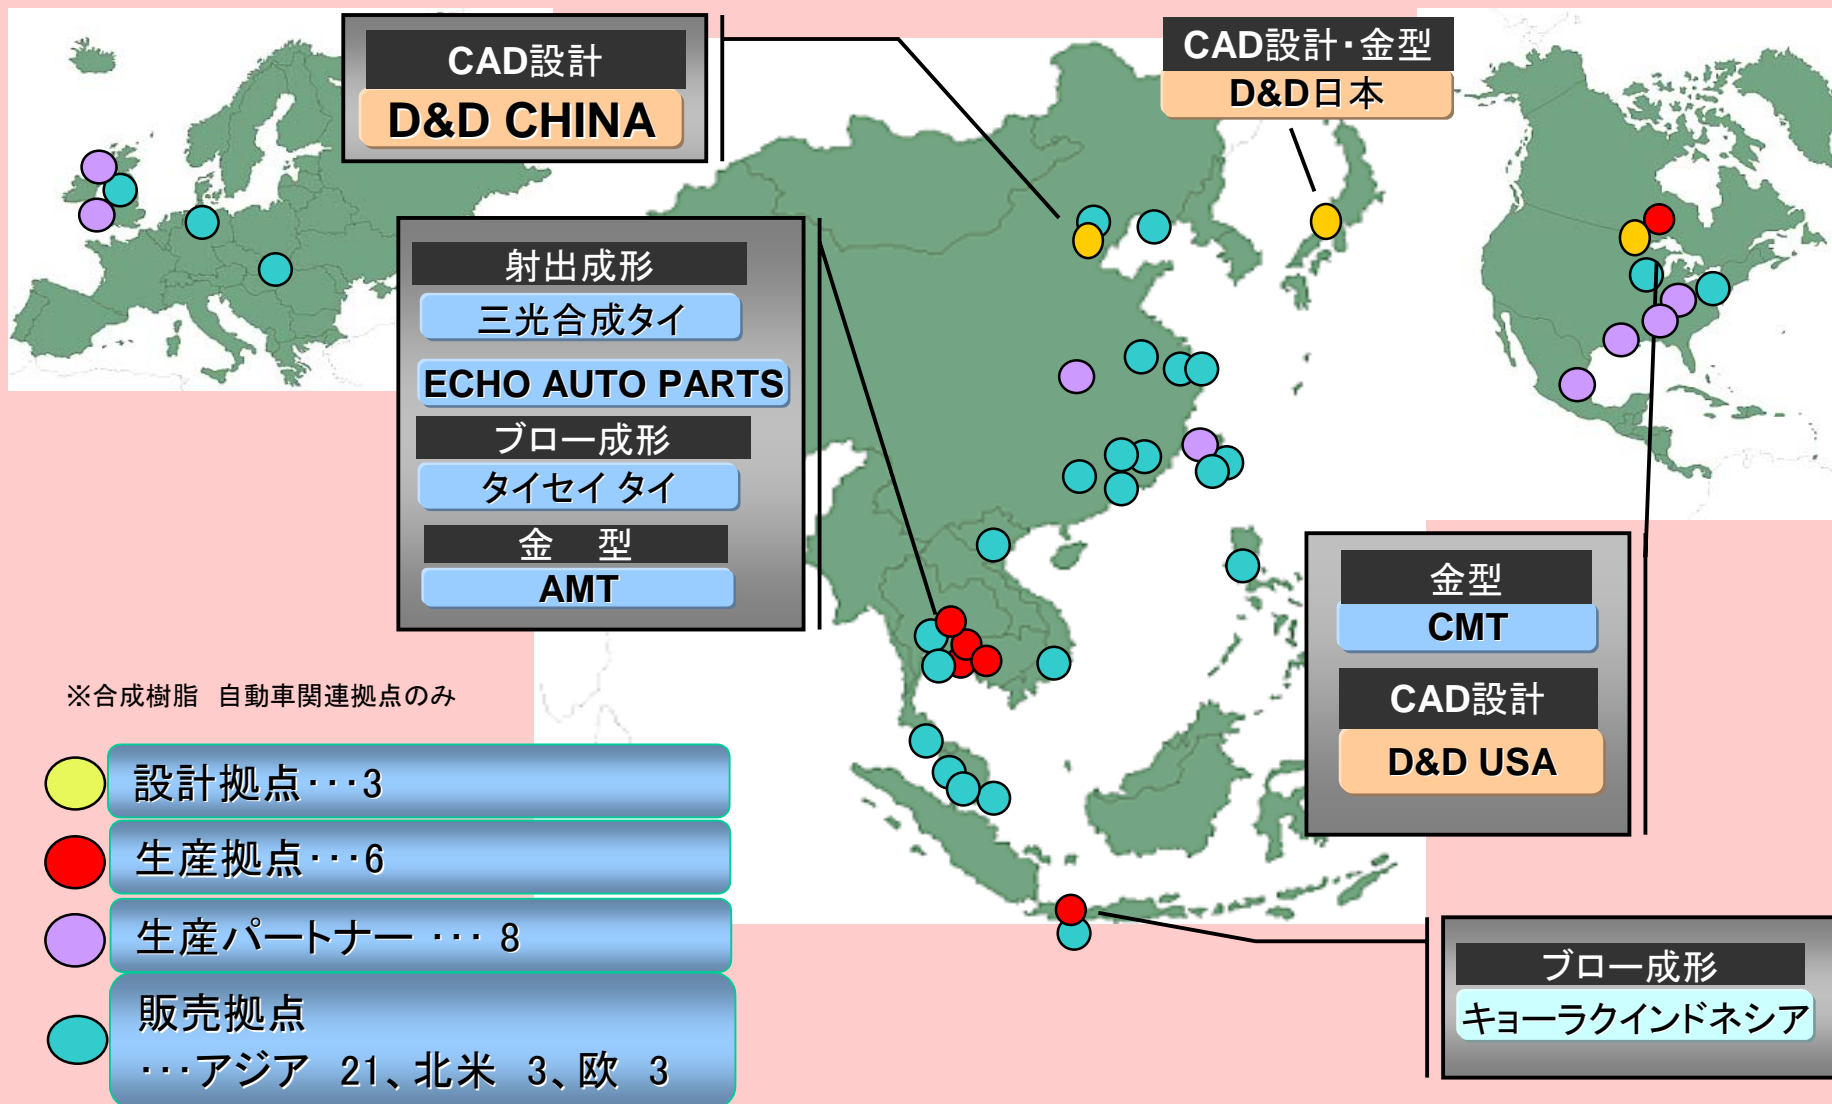 CAD設計
D&D CHINA
CAD設計・金型
D&D日本
射出成形
三光合成タイ
ECHO AUTO PARTS
ブロー成形
タイセイ タイ
金　型
AMT
金型
CMT
CAD設計
D&D USA
※合成樹脂　自動車関連拠点のみ
設計拠点･･･3
生産拠点･･･6
生産パートナー ･･･ 8
販売拠点
･･･アジア　21、北米　3、欧　3
ブロー成形
キョーラクインドネシア